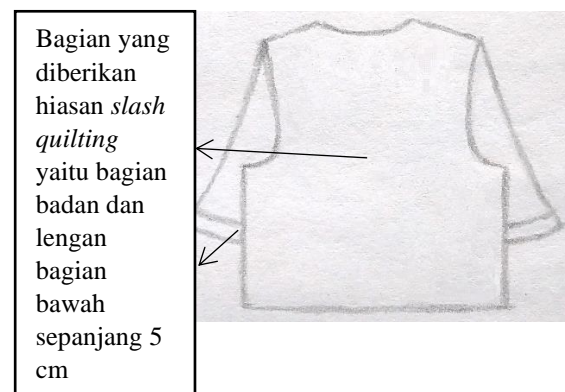 Bagian yang
diberikan
hiasan slash
quilting
yaitu bagian
badan dan
lengan
bagian
bawah
sepanjang 5
cm